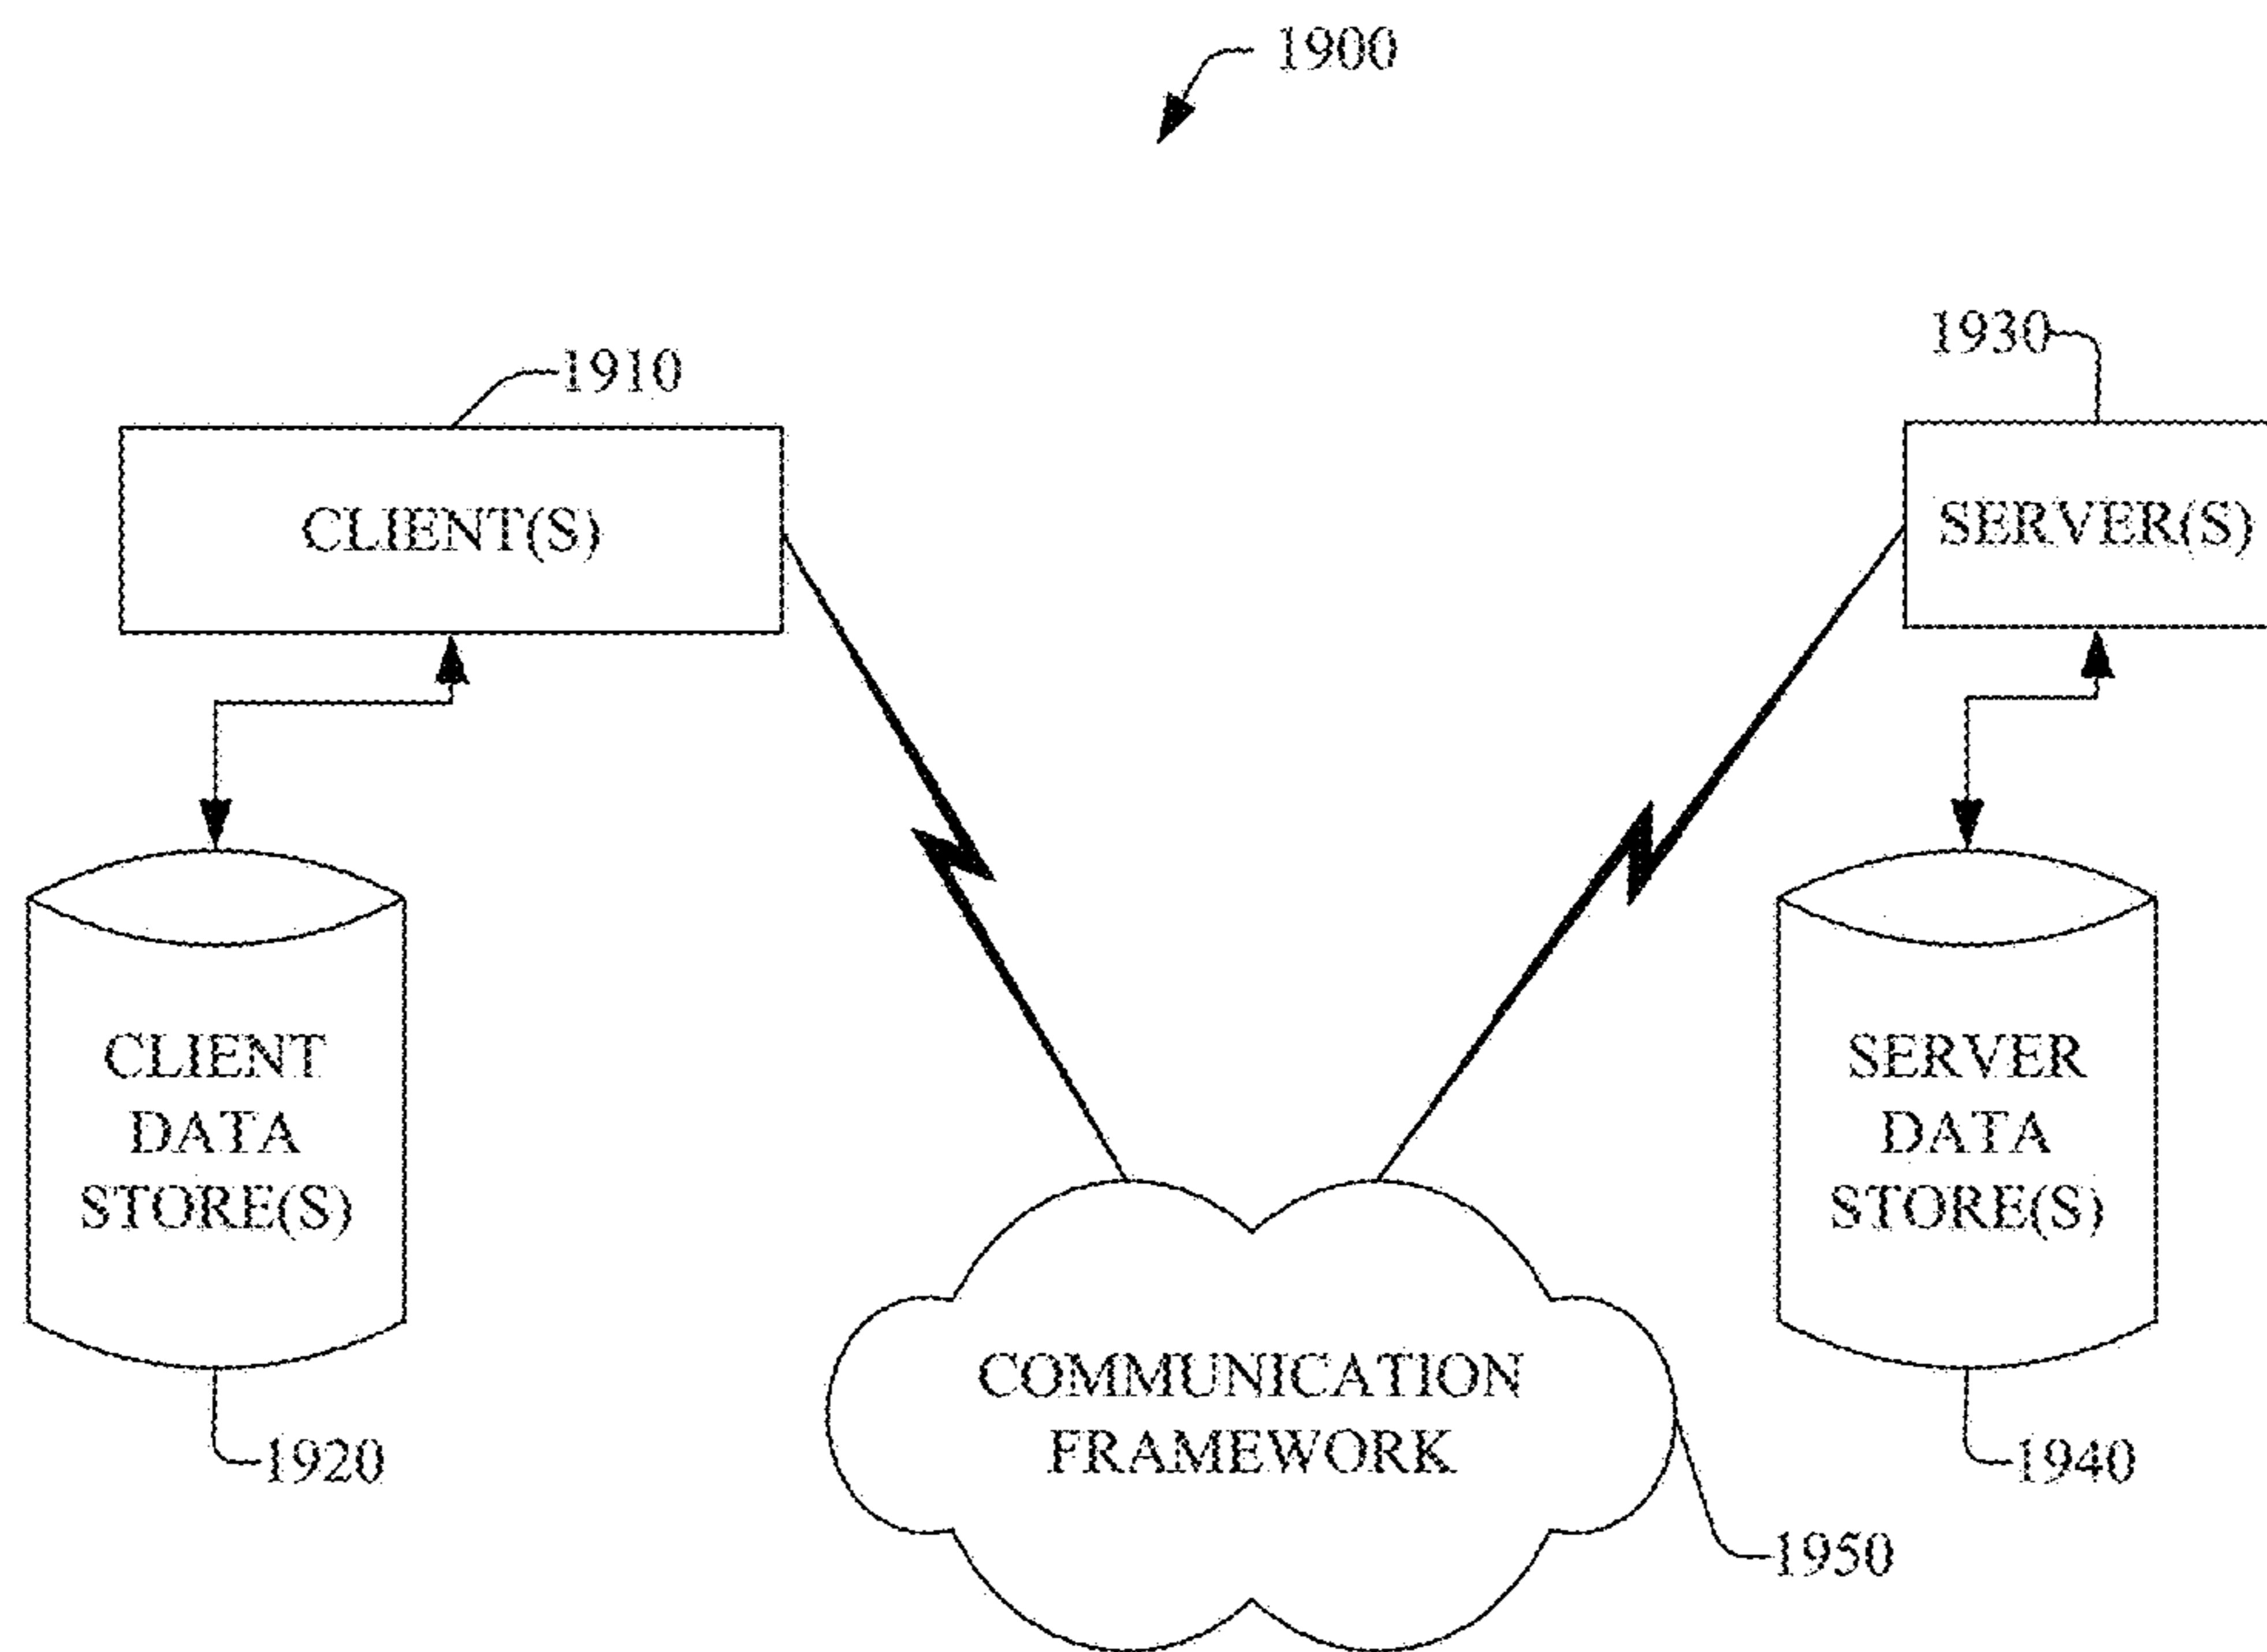 1900
1910
1930
CLIENT(S)
SERVER(S)
CLIENT
DATA
STORE(S)
SERVER
DATA
STORE(S)
COMMUNICATION
FRAMEWORK
1920
1940
1950